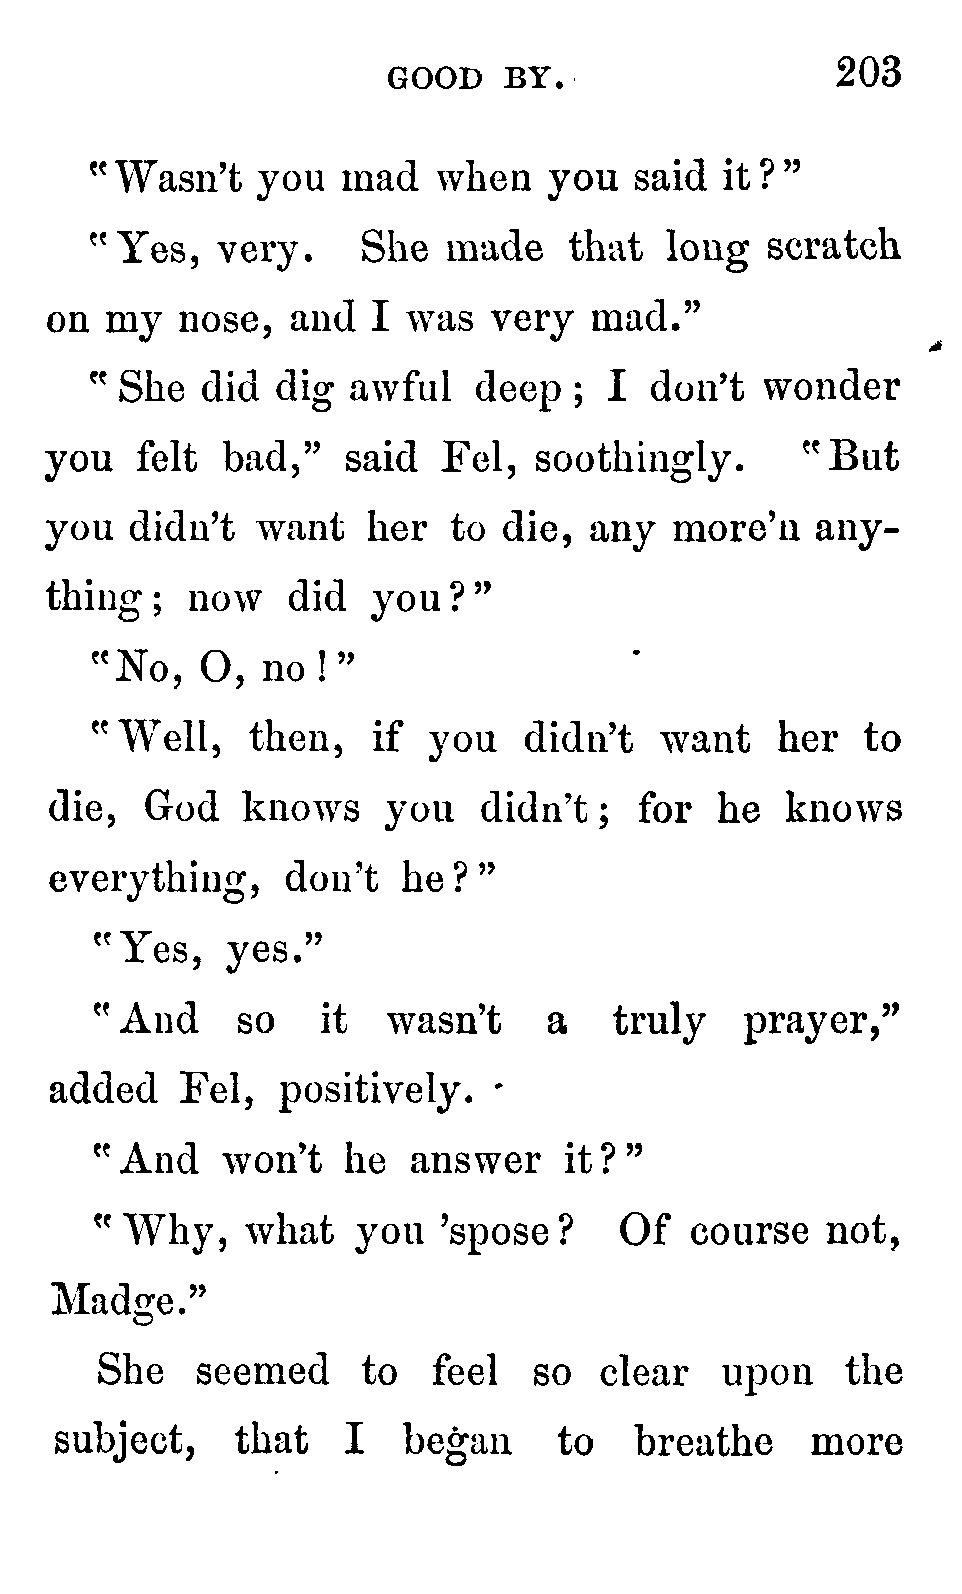 GOOD BY. 203
"Wasn't you mad when you said it?"
"Yes, very. She made that long scratch
on my nose, and I was very mad."
"She did dig awful deep; I don't wonder
you felt bad," said Fel, soothingly. "But
you didn't want her to die, any more'n any-
thing; now did you?"
"No, O, no!"
"Well, then, if you didn't want her to
die, God knows you didn't; for he knows
everything, don't he?"
"Yes, yes."
"And so it wasn't a truly prayer,"
added Fel, positively.
"And won't he answer it?"
"Why, what you 'spose? Of course not,
Madge."
She seemed to feel so clear upon the
subject, that I began to breathe more